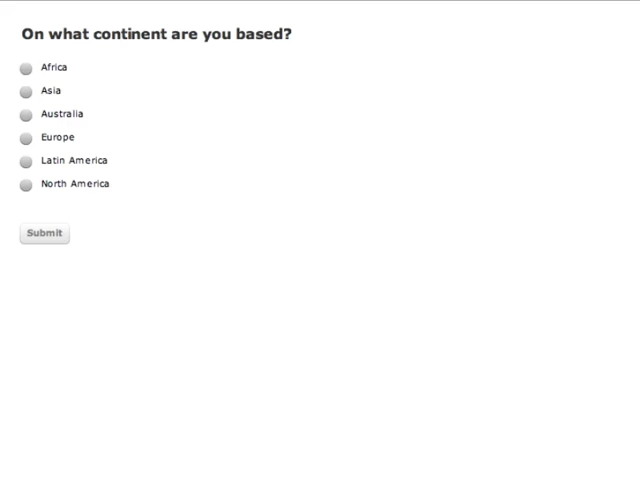 On what continent are you based?
Africa
Asia
Australia
Europe
Latin America
North America
Submit